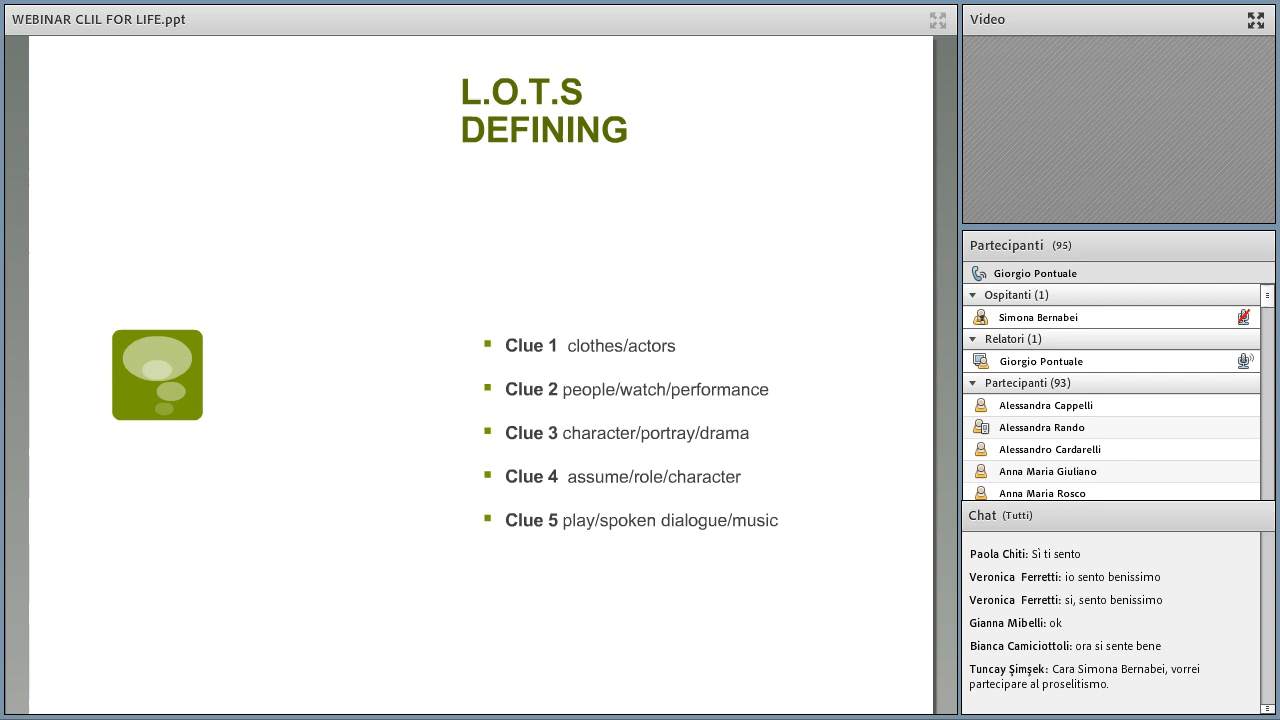 WEBINAR CLIL FOR LIFE.ppt
L.O.T.S
DEFINING
Clue 1 clothes/actors
Clue 2 people/watch/performance
Clue 3 character/portray/drama
Clue 4 assume/role/character
Clue 5 play/spoken dialogue/music
Video
Partecipanti (95)
Giorgio Pontuale
Ospitanti (1)
Simona Bernabei
Relatori (1)
Giorgio Pontuale
Partecipanti (93)
Alessandra Cappelli
Alessandra Rando
Alessandro Cardarelli
Anna Maria Giuliano
Anna Maria Rosco
Chat (Tutti)
Paola Chiti: Sì ti sento
Veronica Ferretti: io sento benissimo
Veronica Ferretti: si, sento benissimo
Gianna Mibelli: ok
Bianca Camiciottoli: ora si sente bene
Tuncay Şimşek: Cara Simona Bernabei, vorrei
partecipare al proselitismo.